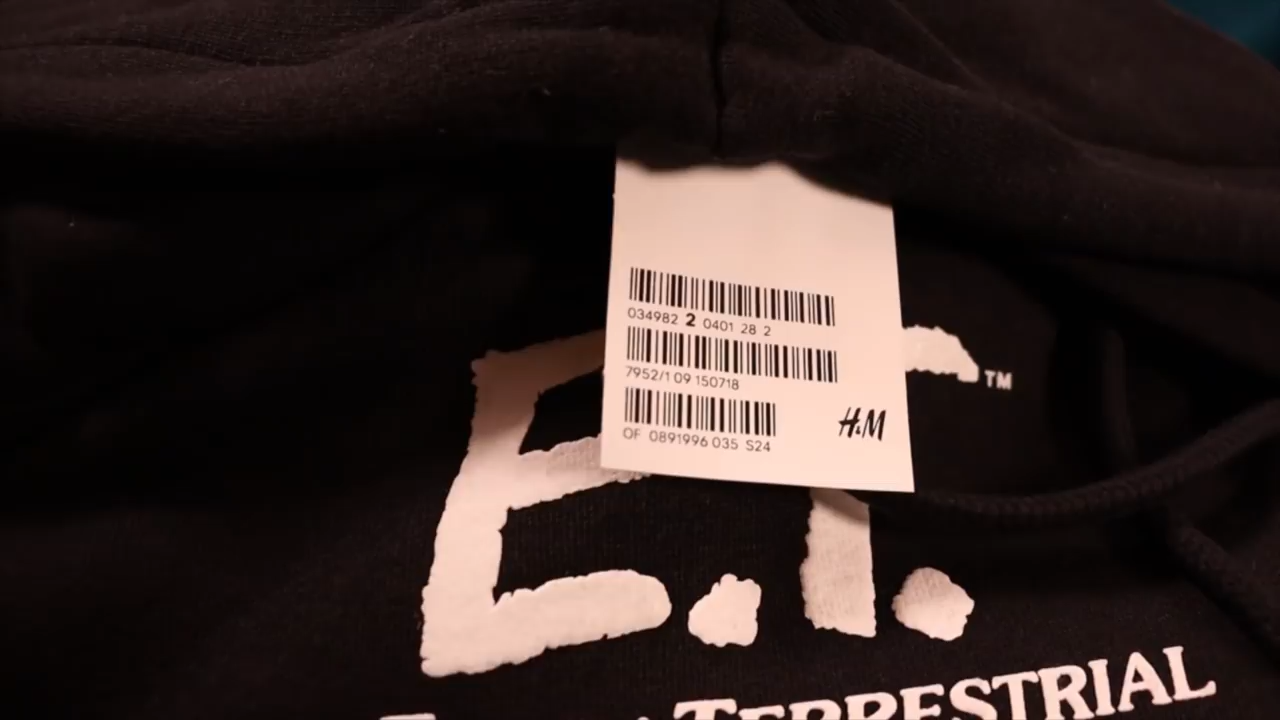 034982 2 0401 28 2
7952/1 09 150718
OF 0891996 035 S24
H&M
E.T.
TM
TERRESTRIAL